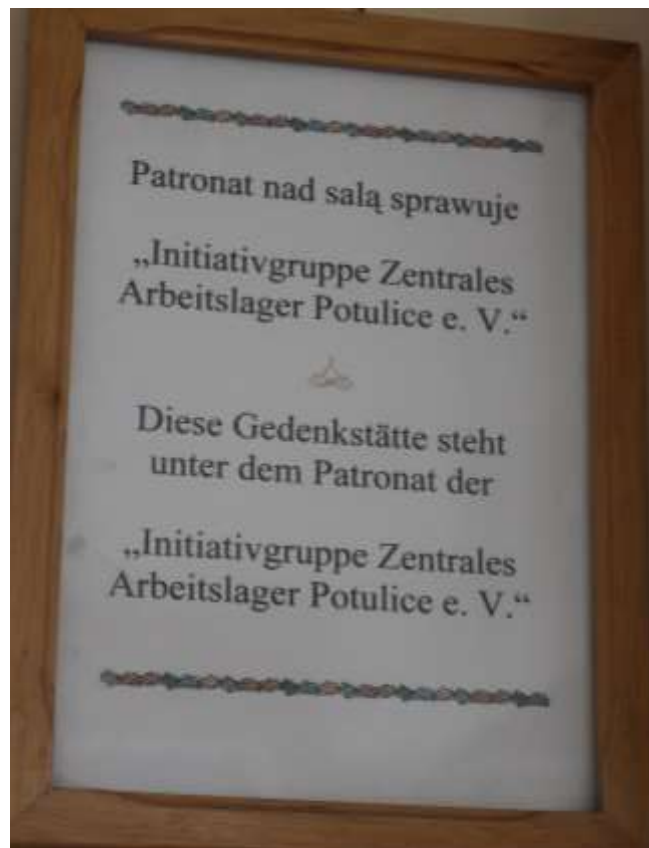 Patronat nad salą sprawuje
„Initiativgruppe Zentrales
Arbeitslager Potulice e. V.“
Diese Gedenkstätte steht
unter dem Patronat der
„Initiativgruppe Zentrales
Arbeitslager Potulice e. V.“